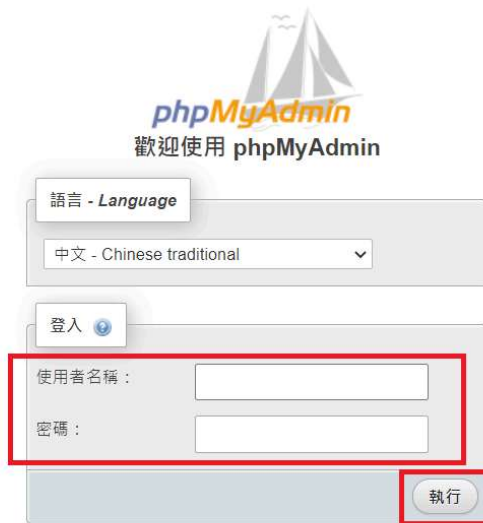 phpMyAdmin
歡迎使用 phpMyAdmin
語言 - Language
中文 - Chinese traditional
登入
使用者名稱：
密碼：
執行